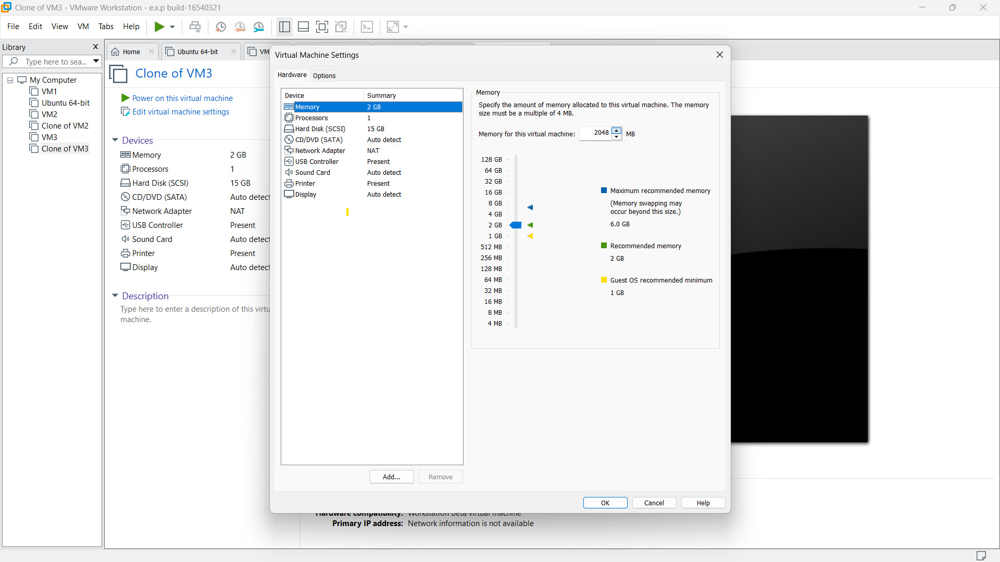 Clone of VM3 - VMware Workstation - e.x.p build-16540321
File Edit View VM Tabs Help
Library
Type here to sea...
My Computer
VM1
Ubuntu 64-bit
VM2
Clone of VM2
VM3
Clone of VM3
Home
Ubuntu 64-bit
VM
Clone of VM3
Power on this virtual machine
Edit virtual machine settings
Devices
Memory 2 GB
Processors 1
Hard Disk (SCSI) 15 GB
CD/DVD (SATA) Auto detect
Network Adapter NAT
USB Controller Present
Sound Card Auto detect
Printer Present
Display Auto detect
Description
Type here to enter a description of this virtu
machine.
Virtual Machine Settings
Hardware Options
Device Summary
Memory 2 GB
Processors 1
Hard Disk (SCSI) 15 GB
CD/DVD (SATA) Auto detect
Network Adapter NAT
USB Controller Present
Sound Card Auto detect
Printer Present
Display Auto detect
Add... Remove
Memory
Specify the amount of memory allocated to this virtual machine. The memory
size must be a multiple of 4 MB.
Memory for this virtual machine: 2048 MB
128 GB
64 GB
32 GB
16 GB
8 GB
4 GB
2 GB
1 GB
512 MB
256 MB
128 MB
64 MB
32 MB
16 MB
8 MB
4 MB
Maximum recommended memory
(Memory swapping may
occur beyond this size.)
6.0 GB
Recommended memory
2 GB
Guest OS recommended minimum
1 GB
OK Cancel Help
Hardware compatibility: Workstation Beta virtual machine
Primary IP address: Network information is not available